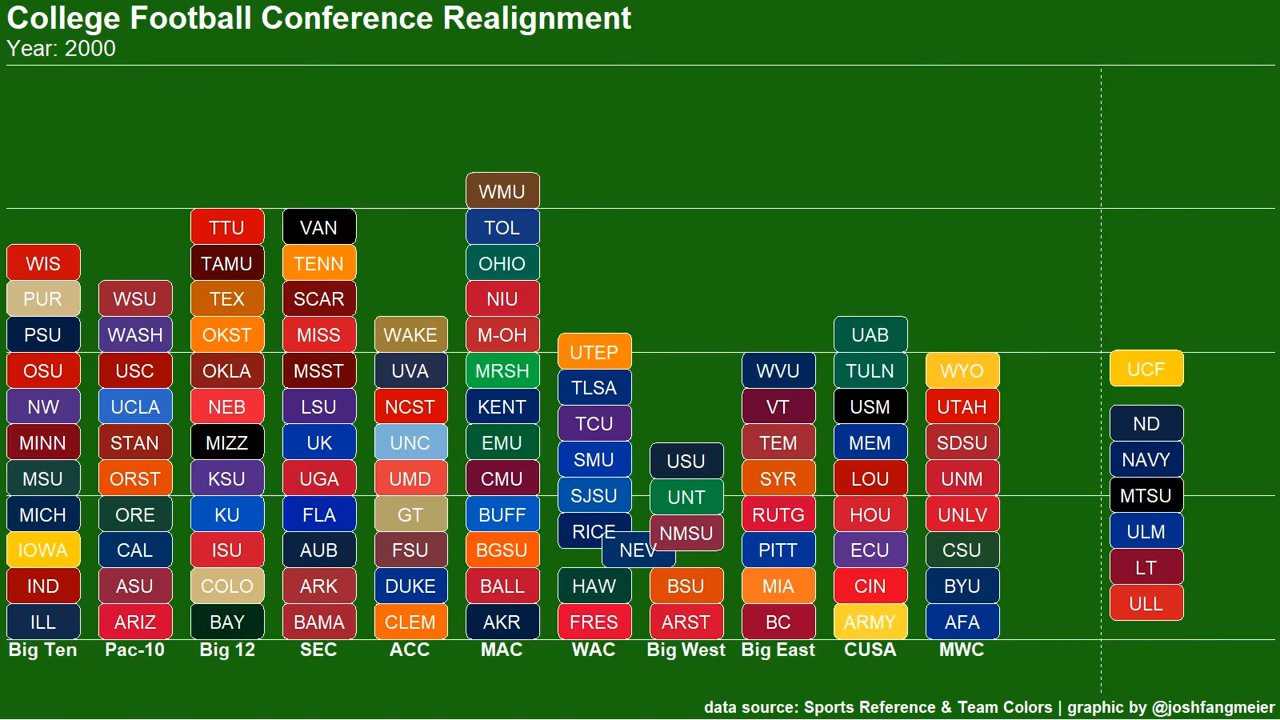 College Football Conference Realignment
Year: 2000
WMU
TTU VAN TOL
WIS TAMU TENN OHIO
PUR WSU TEX SCAR NIU
PSU WASH OKST MISS WAKE M-OH UAB
UTEP
OSU USC OKLA MSST UVA MRSH WVU TULN WYO UCF
TLSA
NW UCLA NEB LSU NCST KENT VT USM UTAH
TCU ND
MINN STAN MIZZ UK UNC EMU TEM MEM SDSU
SMU USU NAVY
MSU ORST KSU UGA UMD CMU SYR LOU UNM
SJSU UNT MTSU
MICH ORE KU FLA GT BUFF RUTG HOU UNLV
RICE NMSU ULM
IOWA CAL ISU AUB FSU BGSU NEV PITT ECU CSU
LT
IND ASU COLO ARK DUKE BALL HAW BSU MIA CIN BYU
ULL
ILL ARIZ BAY BAMA CLEM AKR FRES ARST BC ARMY AFA
Big Ten Pac-10 Big 12 SEC ACC MAC WAC Big West Big East CUSA MWC
data source: Sports Reference & Team Colors | graphic by @joshfangmeier